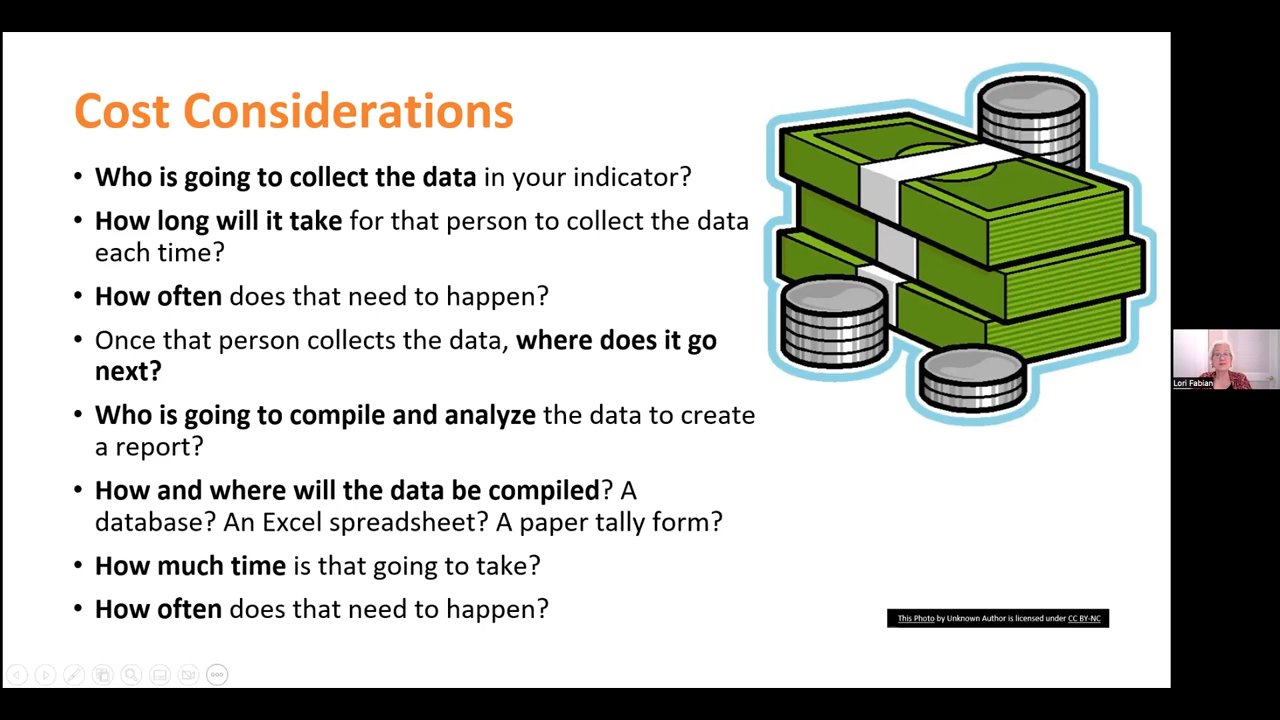 Cost Considerations
• Who is going to collect the data in your indicator?
• How long will it take for that person to collect the data
each time?
• How often does that need to happen?
• Once that person collects the data, where does it go
next?
• Who is going to compile and analyze the data to create
a report?
• How and where will the data be compiled? A
database? An Excel spreadsheet? A paper tally form?
• How much time is that going to take?
• How often does that need to happen?
This Photo by Unknown Author is licensed under CC BY-NC
Lori Fabian